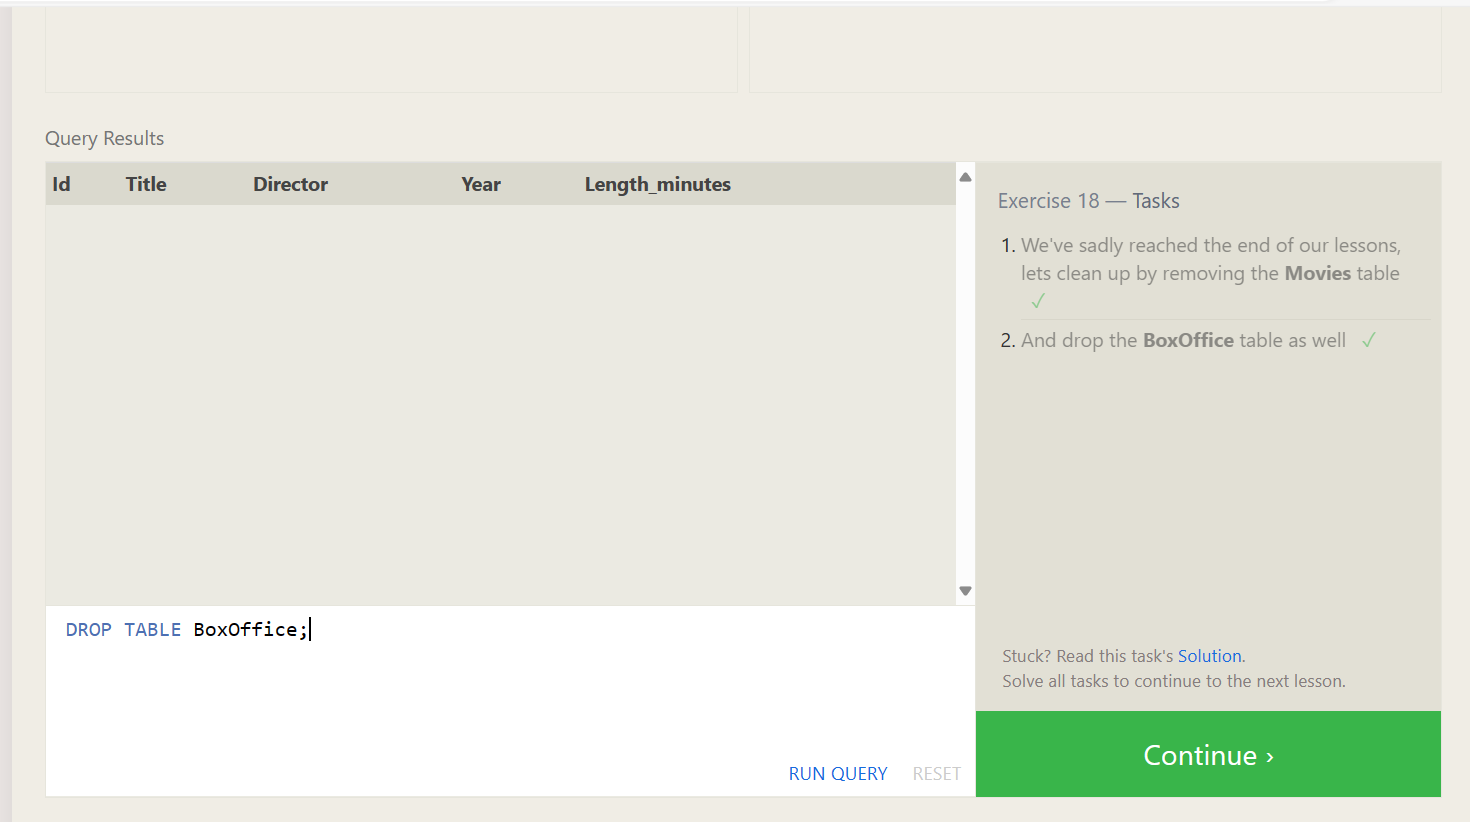 Query Results
Id Title Director Year Length_minutes
Exercise 18 — Tasks
1. We've sadly reached the end of our lessons,
lets clean up by removing the Movies table
✓
2. And drop the BoxOffice table as well ✓
DROP TABLE BoxOffice;
RUN QUERY RESET
Stuck? Read this task's Solution.
Solve all tasks to continue to the next lesson.
Continue ›